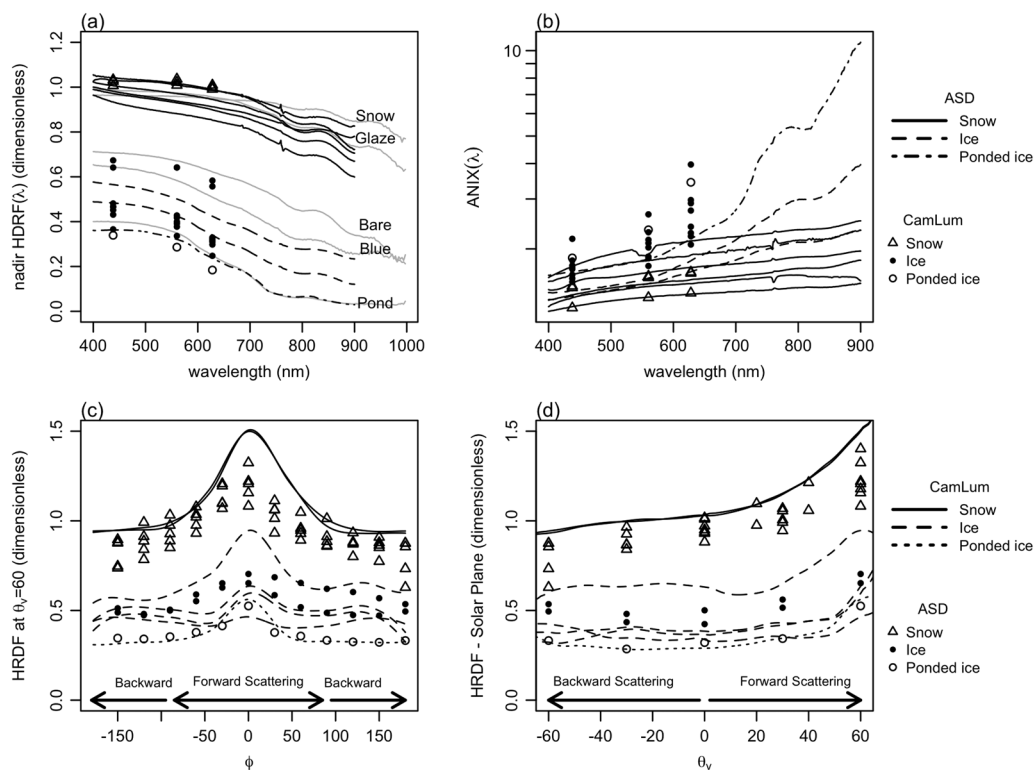 (a)
nadir HDRF(λ) (dimensionless)
1.2
1.0
0.8
0.6
0.4
0.2
0.0
Snow
Glaze
Bare
Blue
Pond
400 500 600 700 800 900 1000
wavelength (nm)
(b)
ANIX(λ)
10
400 500 600 700 800 900
wavelength (nm)
ASD
Snow
Ice
Ponded ice
CamLum
Snow
Ice
Ponded ice
(c)
HRDF at θv=60 (dimensionless)
1.5
1.0
0.5
0.0
Backward Forward Scattering Backward
-150 -50 0 50 100 150
ϕ
(d)
HRDF - Solar Plane (dimensionless)
1.5
1.0
0.5
0.0
Backward Scattering Forward Scattering
-60 -40 -20 0 20 40 60
θv
CamLum
Snow
Ice
Ponded ice
ASD
Snow
Ice
Ponded ice